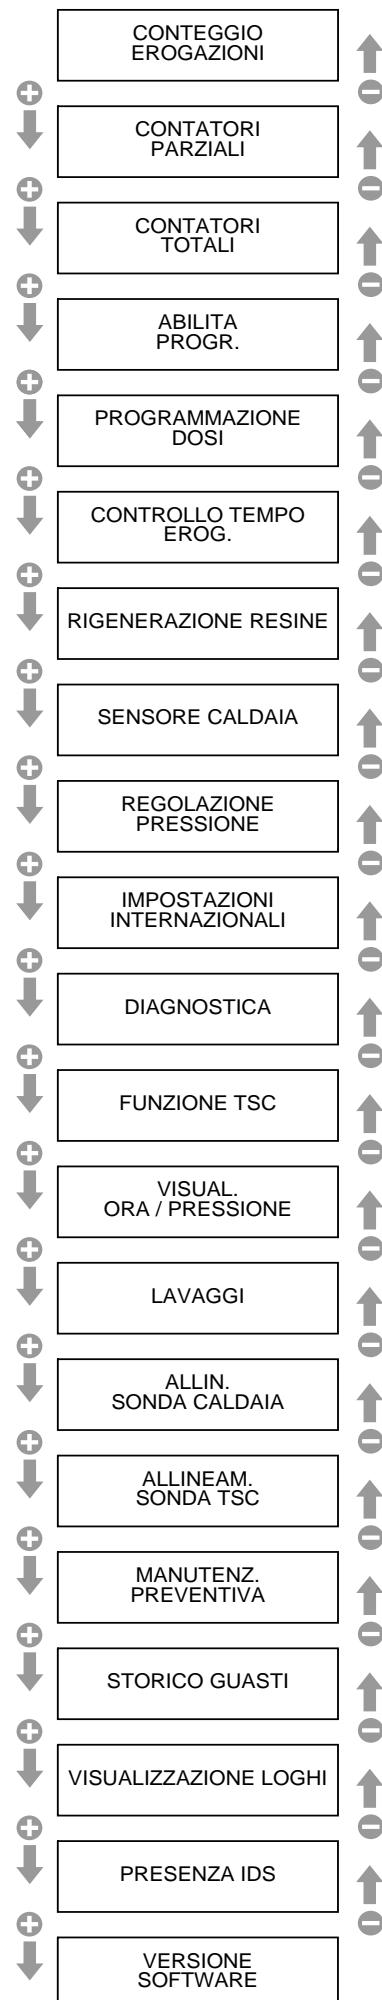 CONTEGGIO
EROGAZIONI
CONTATORI
PARZIALI
CONTATORI
TOTALI
ABILITA
PROGR.
PROGRAMMAZIONE
DOSI
CONTROLLO TEMPO
EROG.
RIGENERAZIONE RESINE
SENSORE CALDAIA
REGOLAZIONE
PRESSIONE
IMPOSTAZIONI
INTERNAZIONALI
DIAGNOSTICA
FUNZIONE TSC
VISUAL.
ORA / PRESSIONE
LAVAGGI
ALLIN.
SONDA CALDAIA
ALLINEAM.
SONDA TSC
MANUTENZ.
PREVENTIVA
STORICO GUASTI
VISUALIZZAZIONE LOGHI
PRESENZA IDS
VERSIONE
SOFTWARE